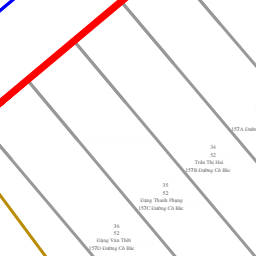 157A Đường
34
52
Trần Thị Hai
157B Đường Cô Bắc
35
52
Đặng Thanh Phụng
157C Đường Cô Bắc
36
52
Đặng Văn Thời
157D Đường Cô Bắc